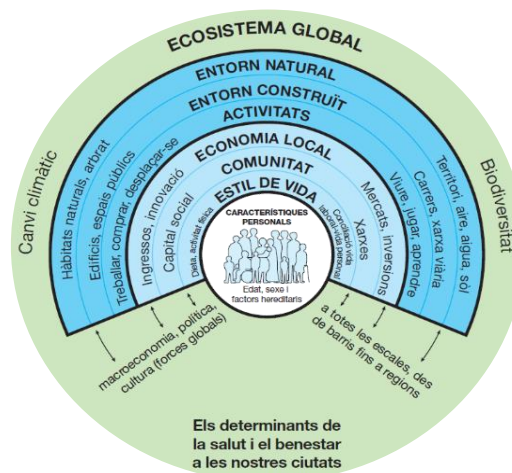 ECOSISTEMA GLOBAL
Canvi climàtic
Biodiversitat
ENTORN NATURAL
Hàbitats naturals, arbrat
Territori, aire, aigua, sòl
ENTORN CONSTRUÏT
Edificis, espais públics
Carrers, xarxa viària
ACTIVITATS
Treballar, comprar, desplaçar-se
Viure, jugar, aprendre
ECONOMIA LOCAL
Ingressos, innovació
Mercats, inversions
COMUNITAT
Capital social
Xarxes
ESTIL DE VIDA
Dieta, activitat física
Conciliació vida
laboral-vida personal
CARACTERÍSTIQUES
PERSONALS
Edat, sexe i
factors hereditaris
macroeconomia, política,
cultura (forces globals)
a totes les escales, des
de barris fins a regions
Els determinants de
la salut i el benestar
a les nostres ciutats